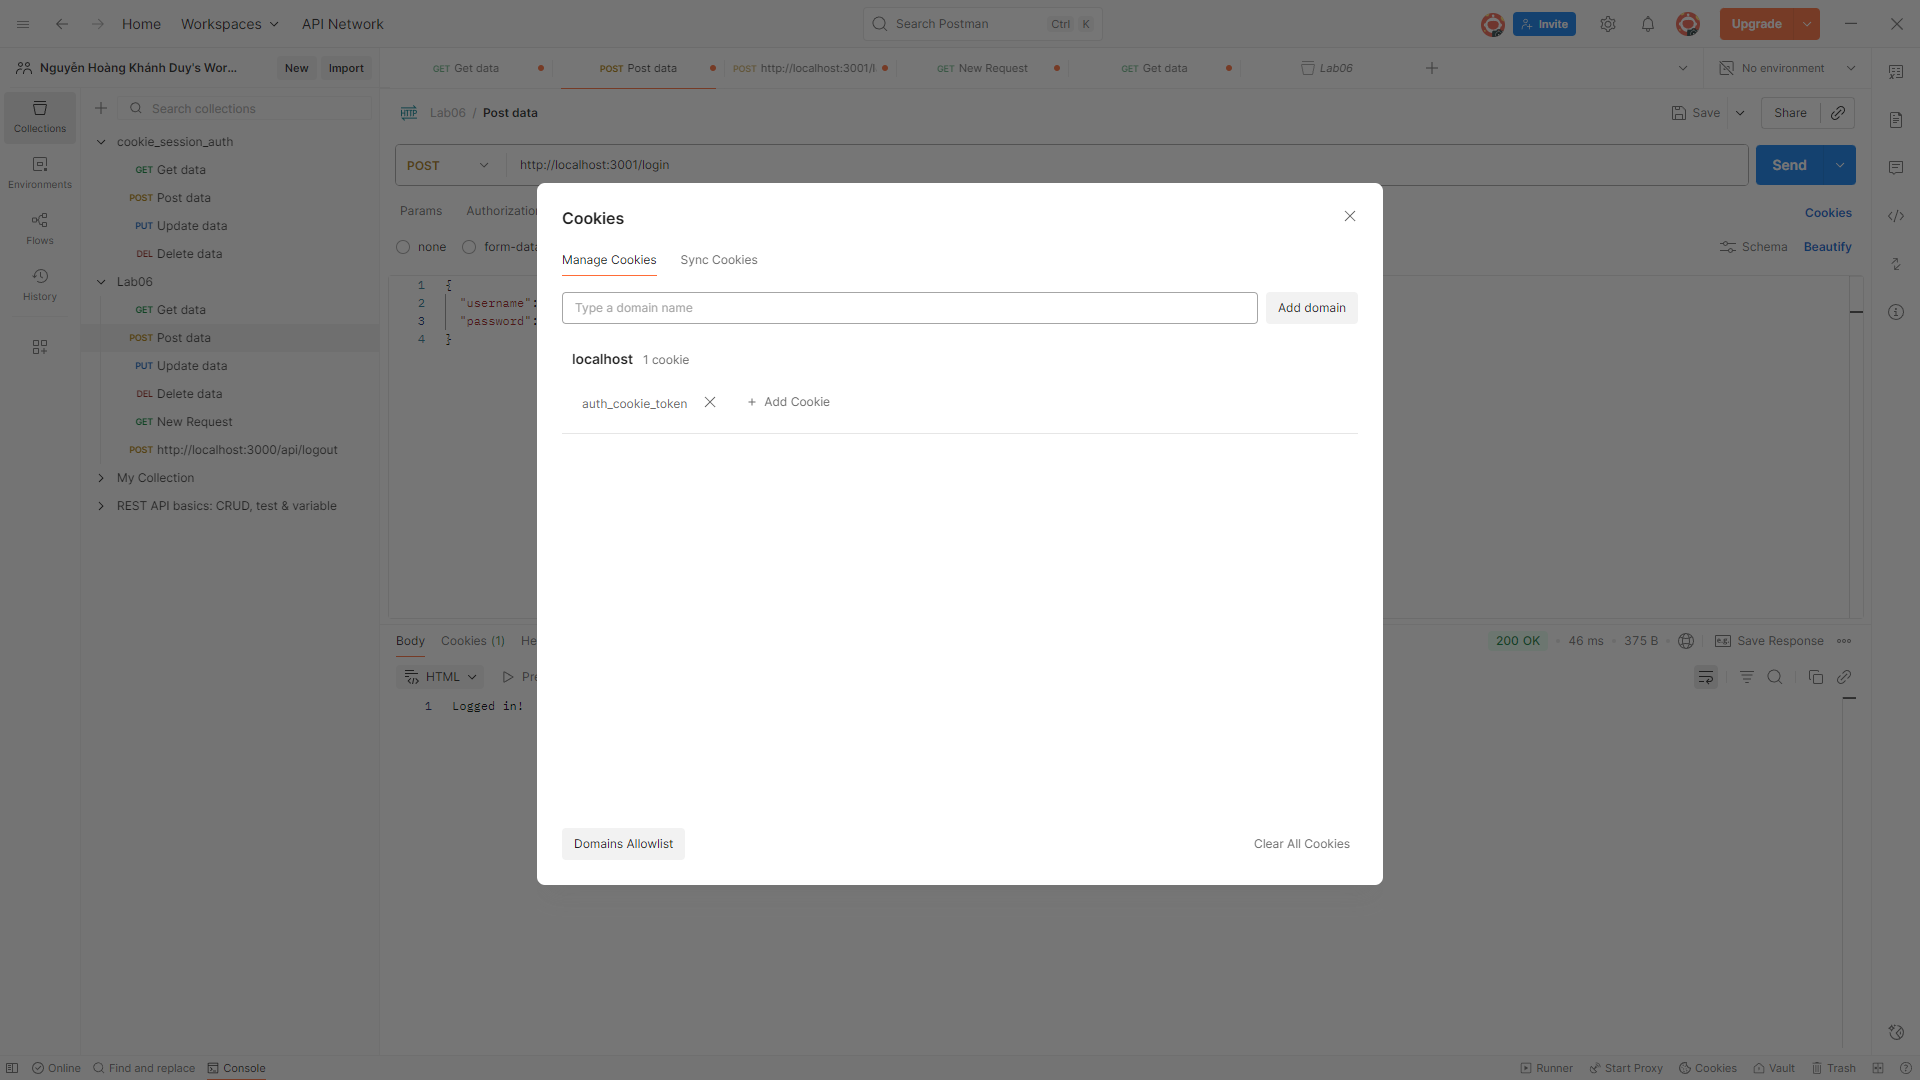 Home
Workspaces
API Network
Search Postman
Ctrl
K
Invite
Upgrade
Nguyễn Hoàng Khánh Duy's Wor...
New
Import
GET Get data
POST Post data
POST http://localhost:3001/l
GET New Request
GET Get data
Lab06
No environment
Collections
Search collections
cookie_session_auth
GET Get data
POST Post data
PUT Update data
DEL Delete data
Lab06
GET Get data
POST Post data
PUT Update data
DEL Delete data
GET New Request
POST http://localhost:3000/api/logout
My Collection
REST API basics: CRUD, test & variable
Environments
Flows
History
HTTP
Lab06 / Post data
Save
Share
POST
http://localhost:3001/login
Send
Params
Authorization
Cookies
none
form-data
Schema
Beautify
1 {
2 "username":
3 "password":
4 }
Cookies
Manage Cookies
Sync Cookies
Type a domain name
Add domain
localhost 1 cookie
auth_cookie_token
+ Add Cookie
Domains Allowlist
Clear All Cookies
Body
Cookies (1)
He
200 OK
46 ms
375 B
Save Response
HTML
Pre
1 Logged in!
Online
Find and replace
Console
Runner
Start Proxy
Cookies
Vault
Trash